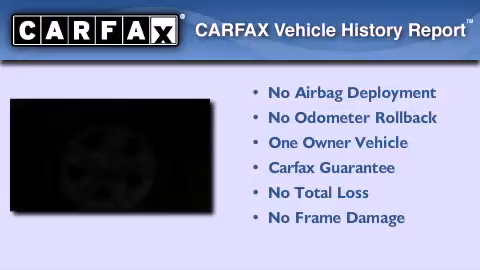 CARFAX® CARFAX Vehicle History Report™
• No Airbag Deployment
• No Odometer Rollback
• One Owner Vehicle
• Carfax Guarantee
• No Total Loss
• No Frame Damage